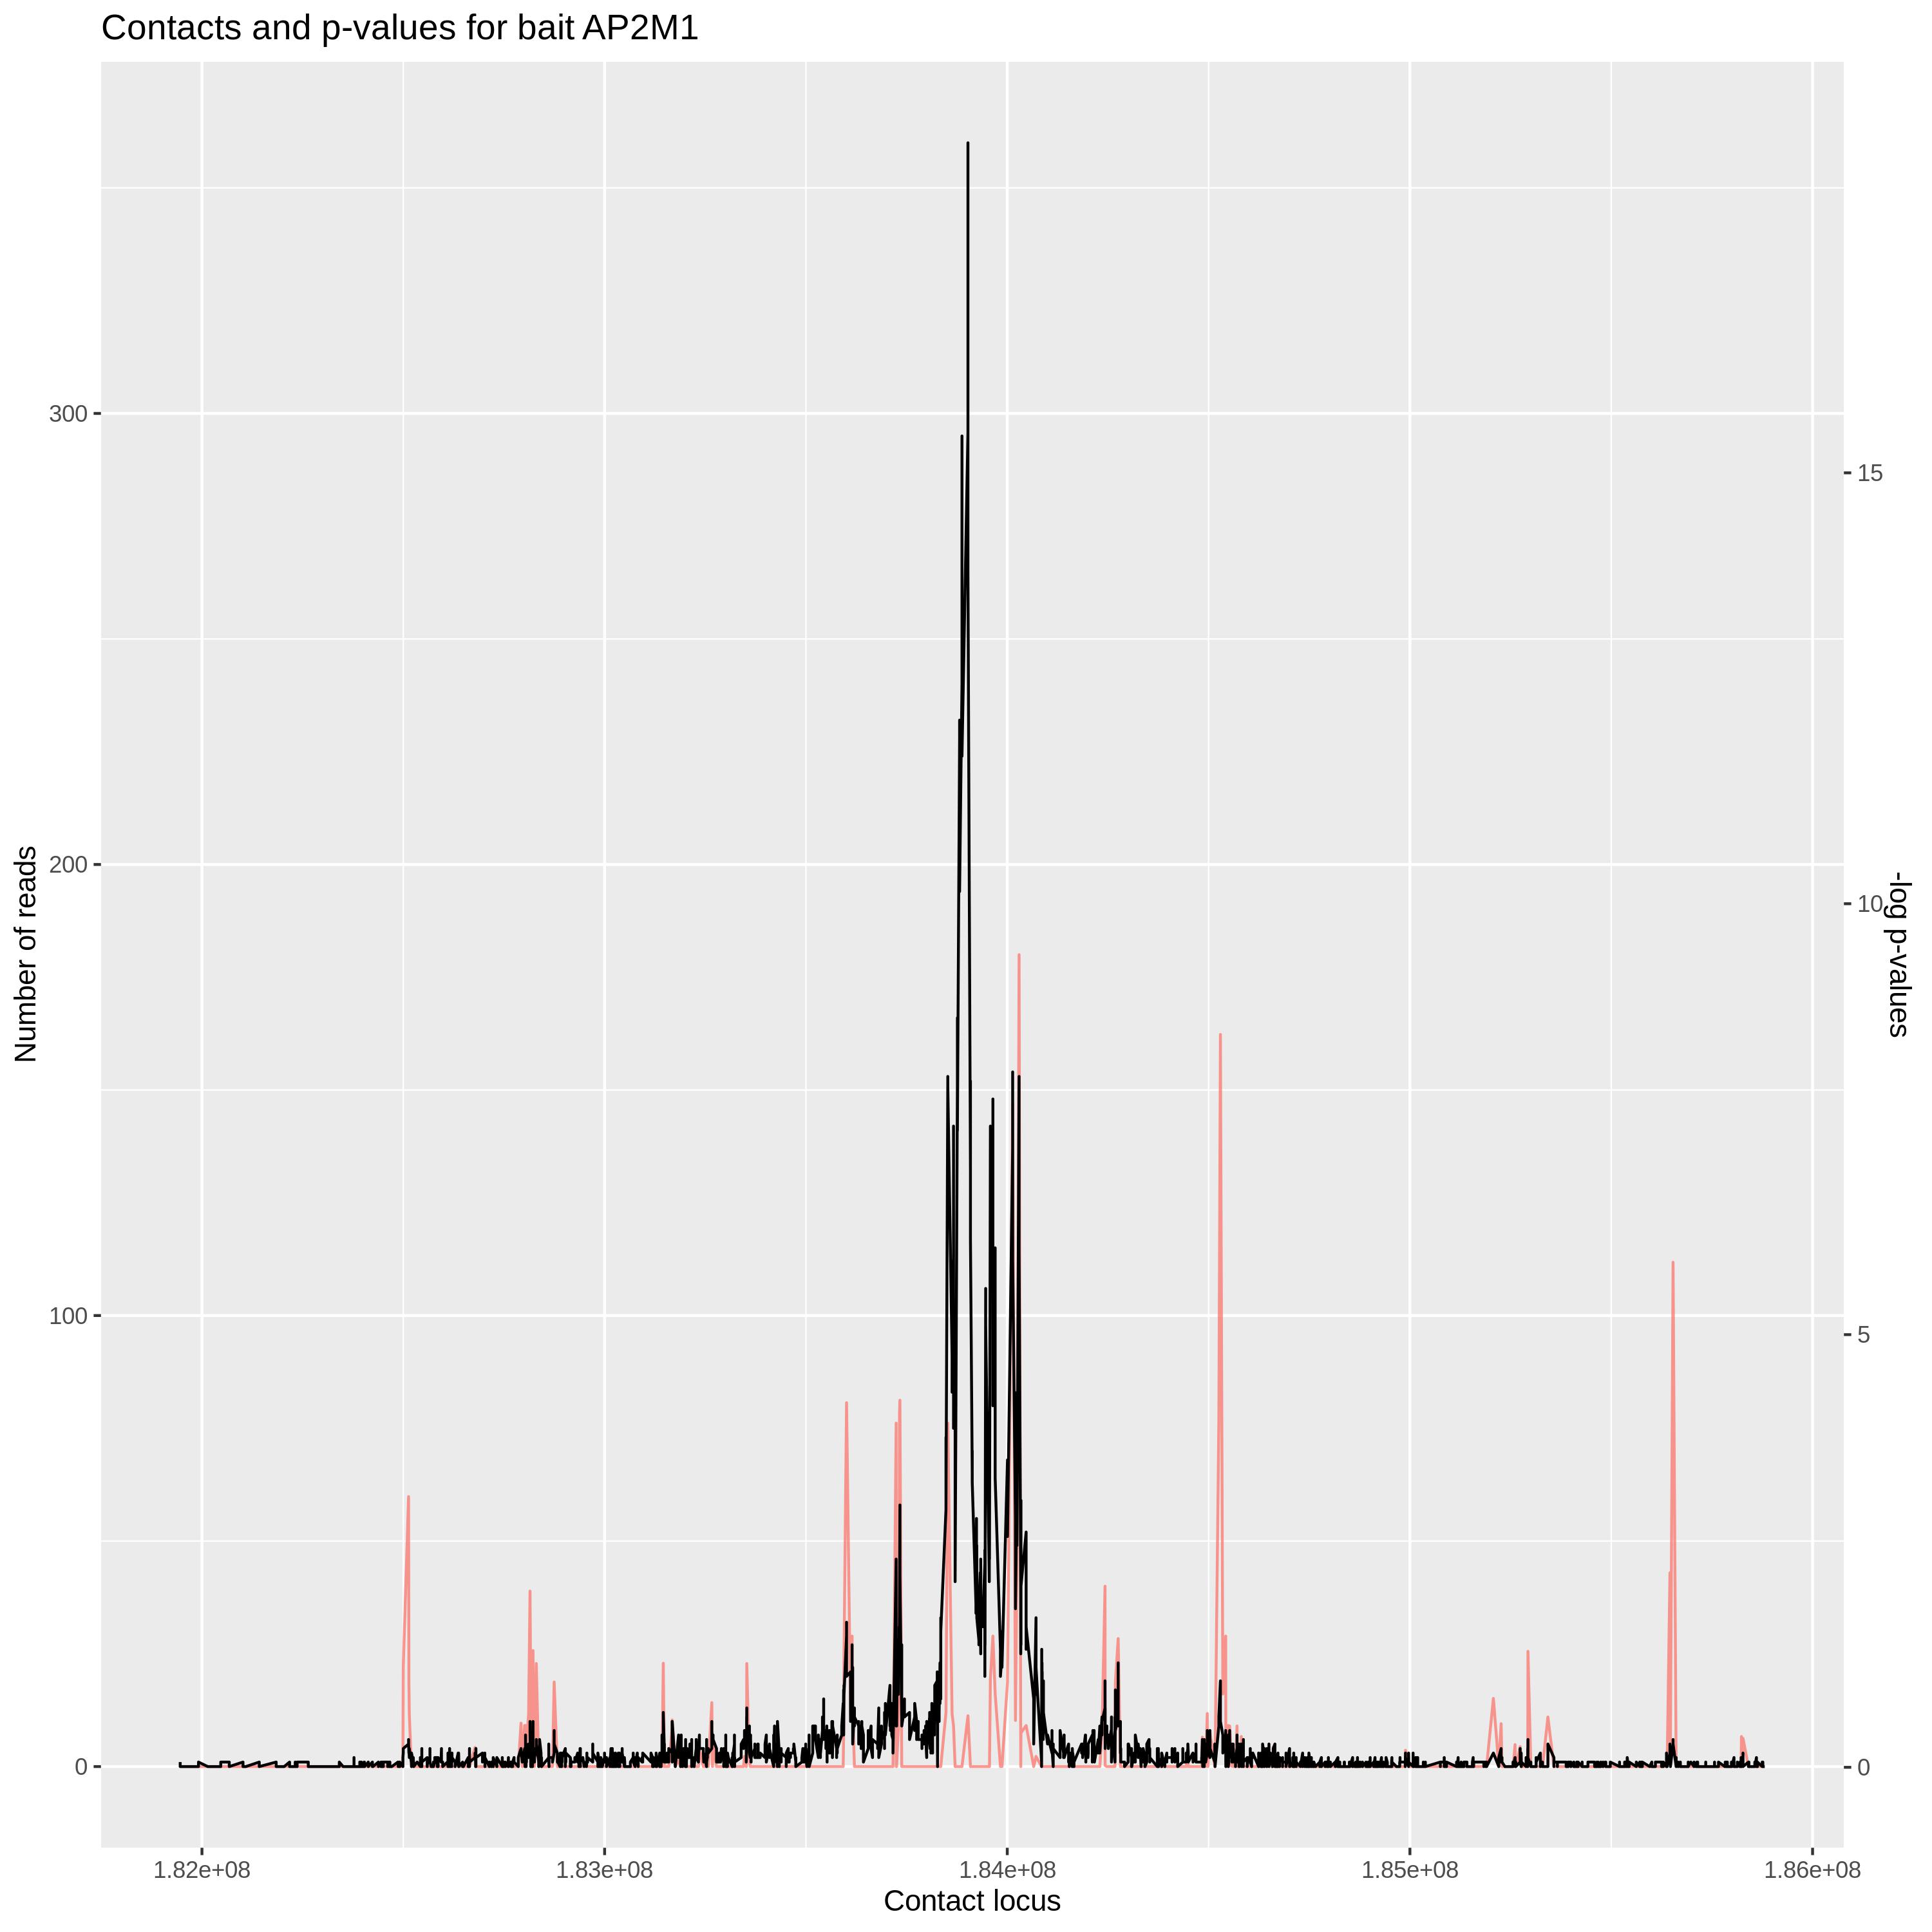 Contacts and p-values for bait AP2M1
300
200
100
0
Number of reads
15
10
5
0
-log p-values
1.82e+08 1.83e+08 1.84e+08 1.85e+08 1.86e+08
Contact locus